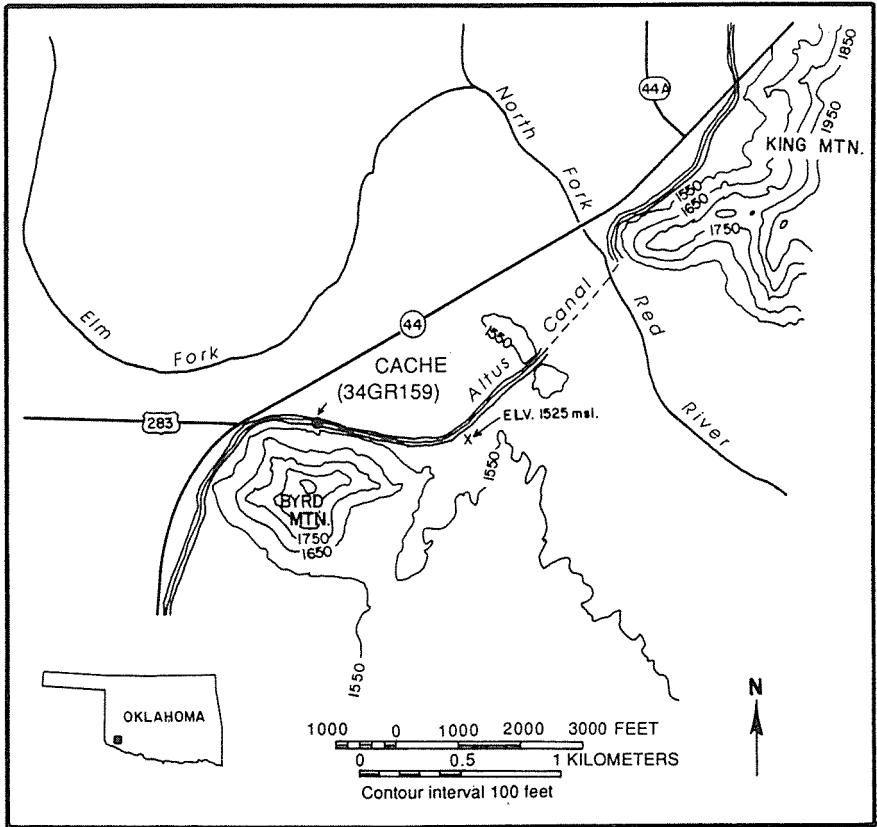 1850
44A
North
1950
KING MTN.
Fork
1550
1650
1750
Elm
Fork
44
Red
Canal
1550
CACHE
(34GR159)
Altus
ELV. 1525 msl.
River
283
1550
BYRD
MTN.
1750
1650
1550
OKLAHOMA
N
1000 0 1000 2000 3000 FEET
0 0.5 1 KILOMETERS
Contour interval 100 feet